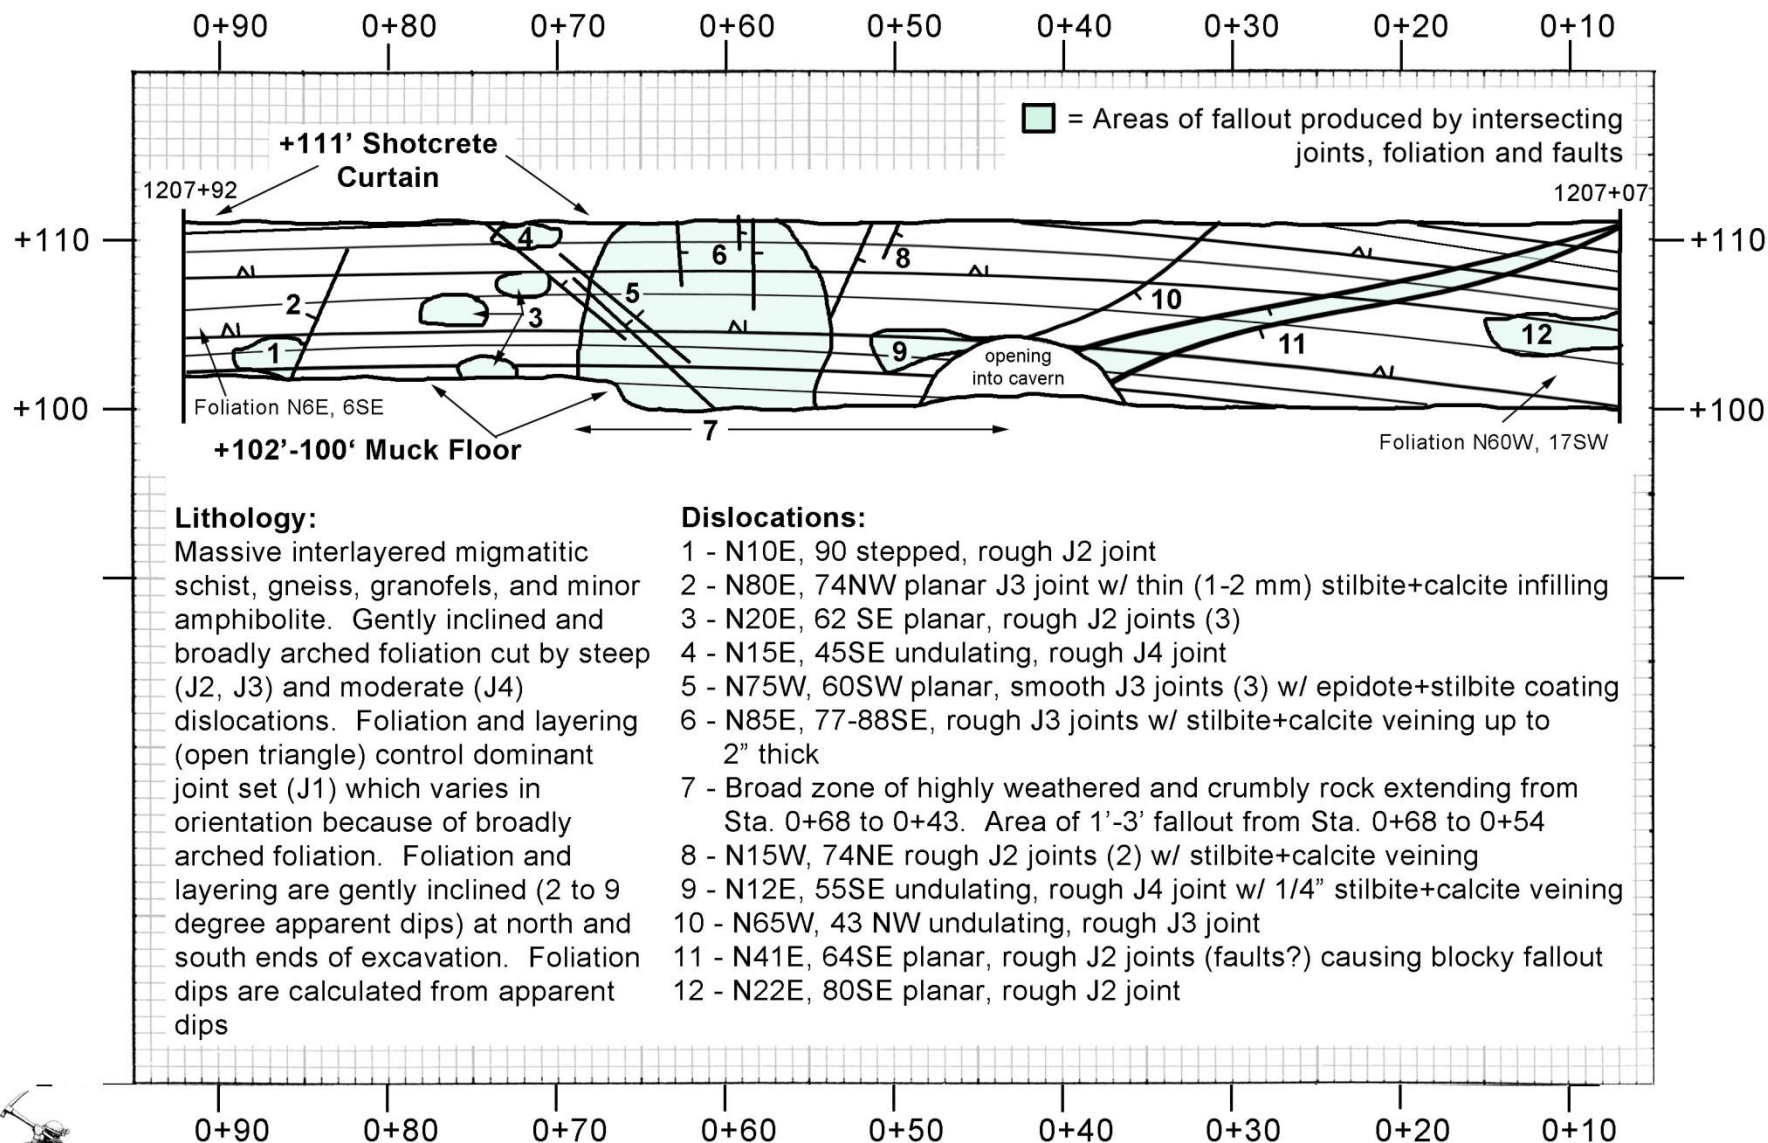 0+90 0+80 0+70 0+60 0+50 0+40 0+30 0+20 0+10
= Areas of fallout produced by intersecting
joints, foliation and faults
+111’ Shotcrete
Curtain
1207+92
1207+07
+110
+110
4
6
8
2
5
10
3
1
9
opening
into cavern
11
12
Foliation N6E, 6SE
+100
+100
7
+102'-100‘ Muck Floor
Foliation N60W, 17SW
Lithology:
Massive interlayered migmatitic
schist, gneiss, granofels, and minor
amphibolite. Gently inclined and
broadly arched foliation cut by steep
(J2, J3) and moderate (J4)
dislocations. Foliation and layering
(open triangle) control dominant
joint set (J1) which varies in
orientation because of broadly
arched foliation. Foliation and
layering are gently inclined (2 to 9
degree apparent dips) at north and
south ends of excavation. Foliation
dips are calculated from apparent
dips
Dislocations:
1 - N10E, 90 stepped, rough J2 joint
2 - N80E, 74NW planar J3 joint w/ thin (1-2 mm) stilbite+calcite infilling
3 - N20E, 62 SE planar, rough J2 joints (3)
4 - N15E, 45SE undulating, rough J4 joint
5 - N75W, 60SW planar, smooth J3 joints (3) w/ epidote+stilbite coating
6 - N85E, 77-88SE, rough J3 joints w/ stilbite+calcite veining up to
2” thick
7 - Broad zone of highly weathered and crumbly rock extending from
Sta. 0+68 to 0+43. Area of 1’-3’ fallout from Sta. 0+68 to 0+54
8 - N15W, 74NE rough J2 joints (2) w/ stilbite+calcite veining
9 - N12E, 55SE undulating, rough J4 joint w/ 1/4” stilbite+calcite veining
10 - N65W, 43 NW undulating, rough J3 joint
11 - N41E, 64SE planar, rough J2 joints (faults?) causing blocky fallout
12 - N22E, 80SE planar, rough J2 joint
0+90 0+80 0+70 0+60 0+50 0+40 0+30 0+20 0+10